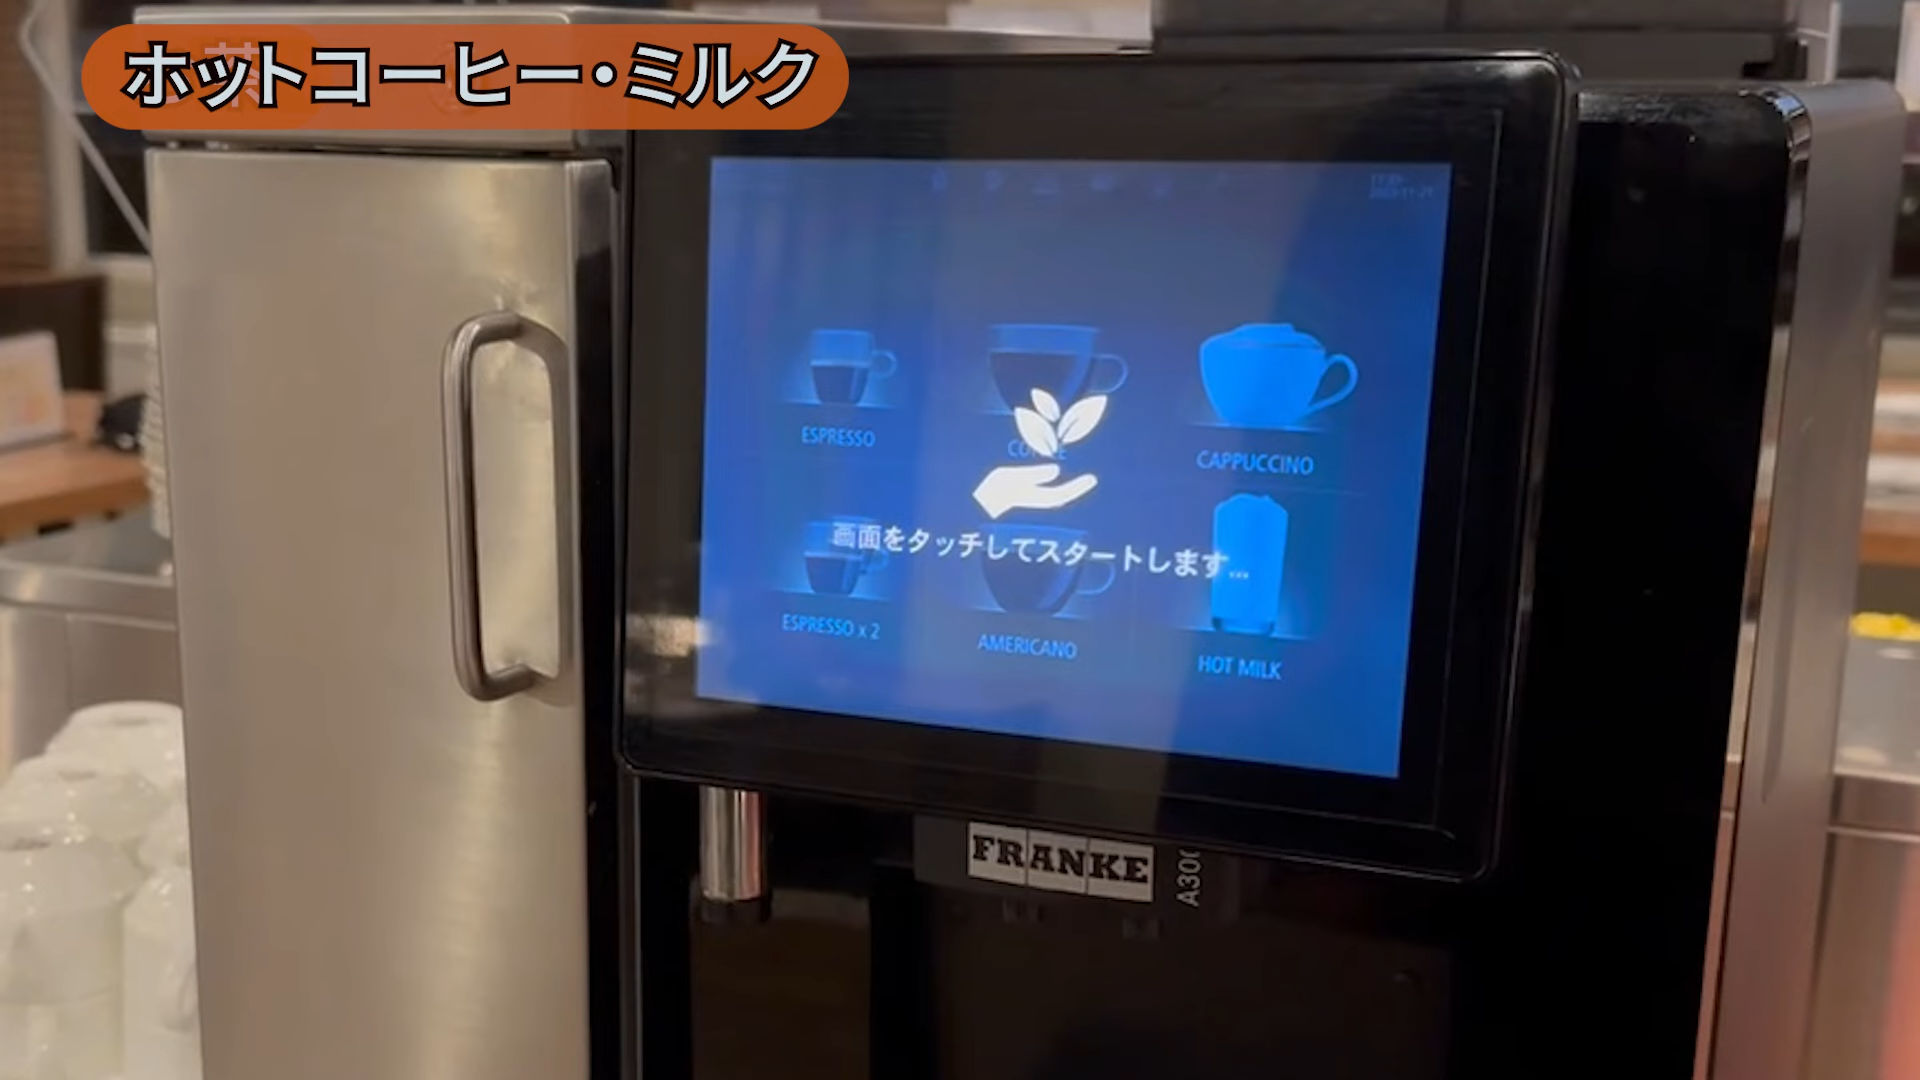 ホットコーヒー・ミルク
ESPRESSO
CAPPUCCINO
画面をタッチしてスタートします...
ESPRESSO x 2
AMERICANO
HOT MILK
FRANKE